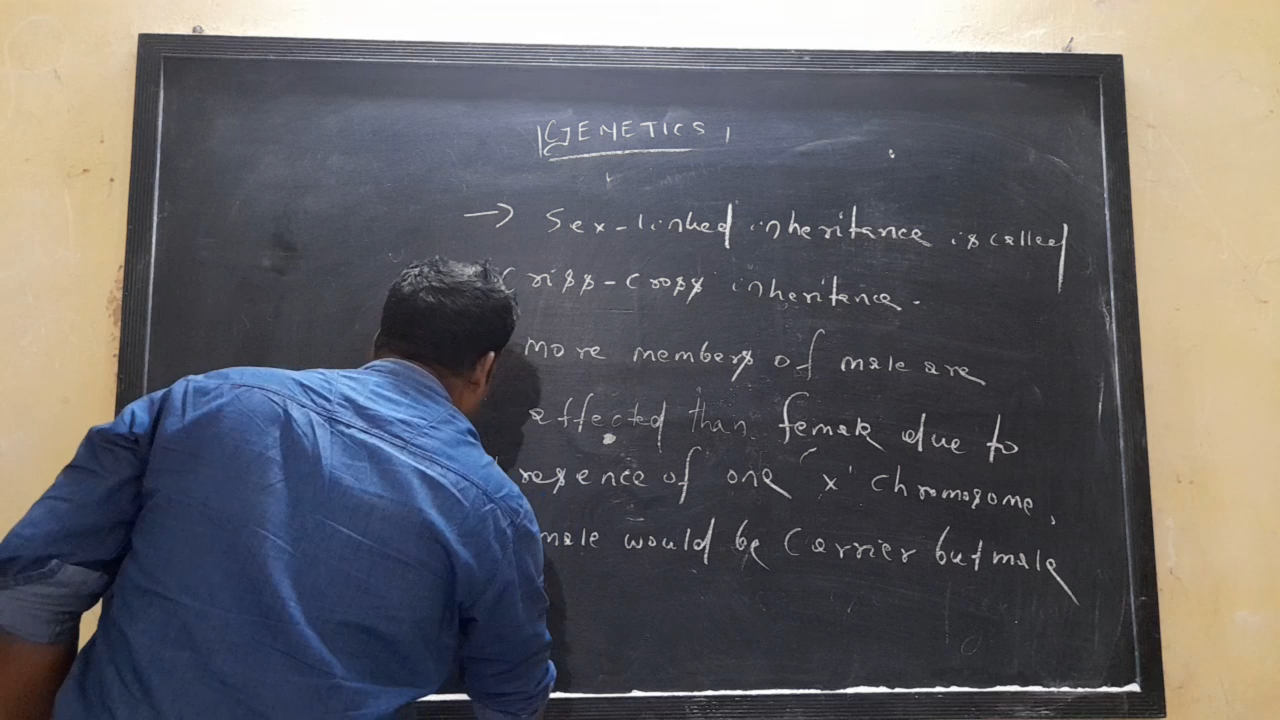 GENETICS
→ Sex-linked inheritance is called
Criss-Cross inheritance.
More members of male are
affected than female due to
resence of one 'x' chromosome,
male would be Carrier but male